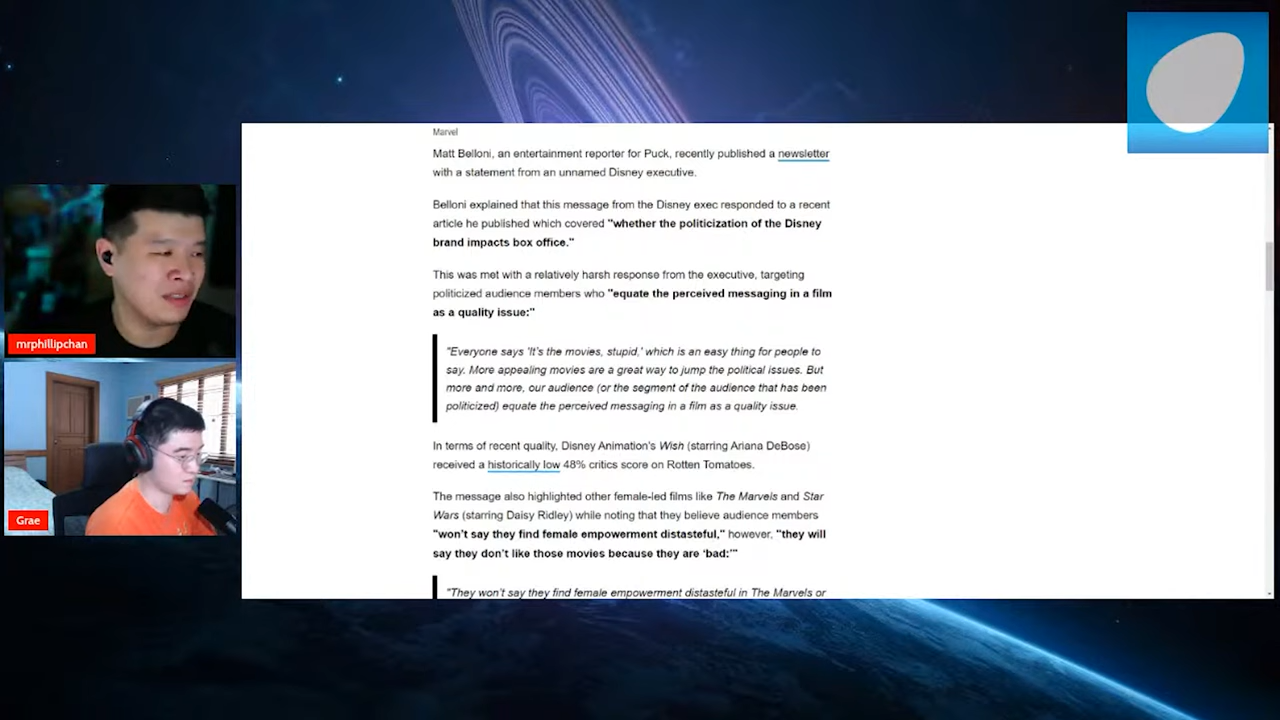 Marvel
Matt Belloni, an entertainment reporter for Puck, recently published a newsletter
with a statement from an unnamed Disney executive.
Belloni explained that this message from the Disney exec responded to a recent
article he published which covered "whether the politicization of the Disney
brand impacts box office."
This was met with a relatively harsh response from the executive, targeting
politicized audience members who "equate the perceived messaging in a film
as a quality issue:"
"Everyone says 'It's the movies, stupid,' which is an easy thing for people to
say. More appealing movies are a great way to jump the political issues. But
more and more, our audience (or the segment of the audience that has been
politicized) equate the perceived messaging in a film as a quality issue.
In terms of recent quality, Disney Animation's Wish (starring Ariana DeBose)
received a historically low 48% critics score on Rotten Tomatoes.
The message also highlighted other female-led films like The Marvels and Star
Wars (starring Daisy Ridley) while noting that they believe audience members
"won't say they find female empowerment distasteful," however, "they will
say they don't like those movies because they are 'bad:'"
"They won't say they find female empowerment distasteful in The Marvels or
mrphillipchan
Grae